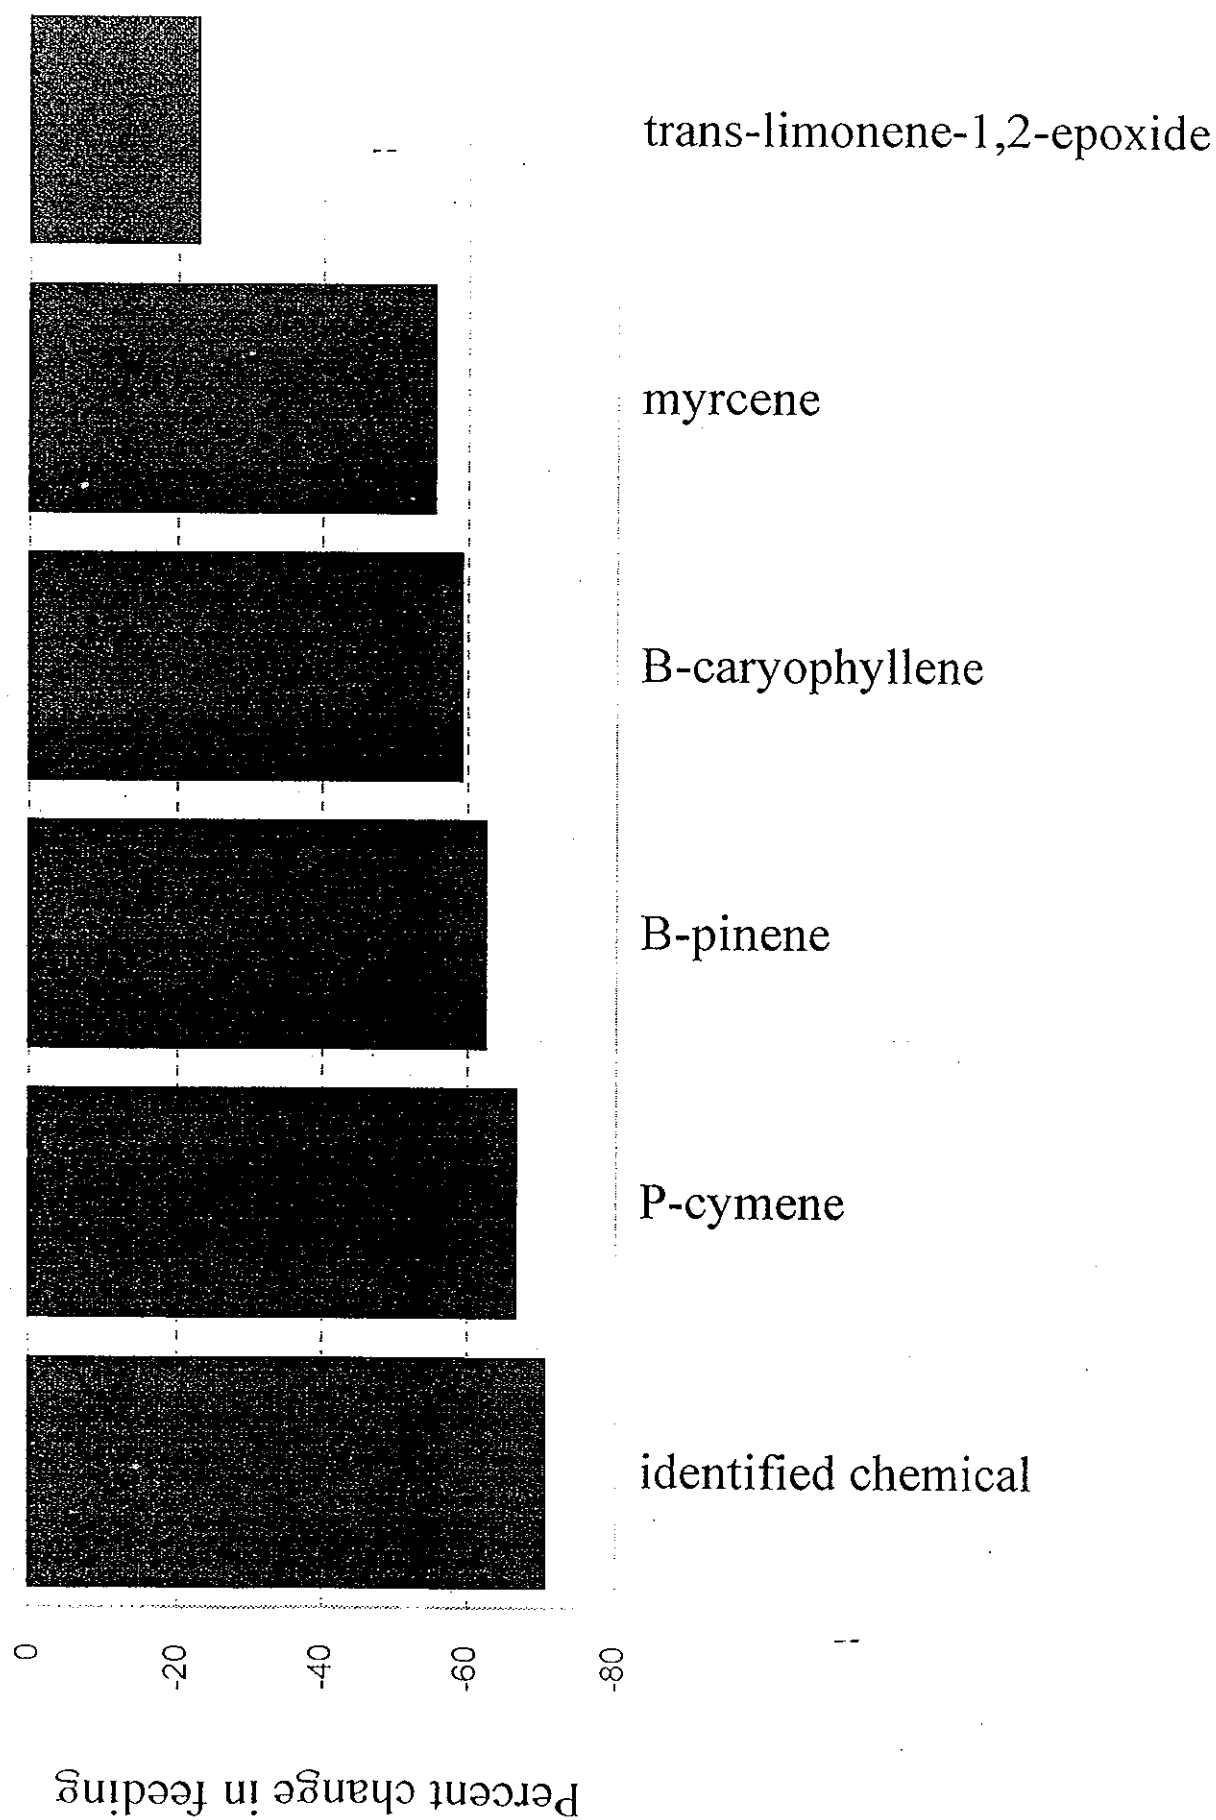 trans-limonene-1,2-epoxide
myrcene
B-caryophyllene
B-pinene
P-cymene
identified chemical
0
-20
-40
-60
-80
Percent change in feeding